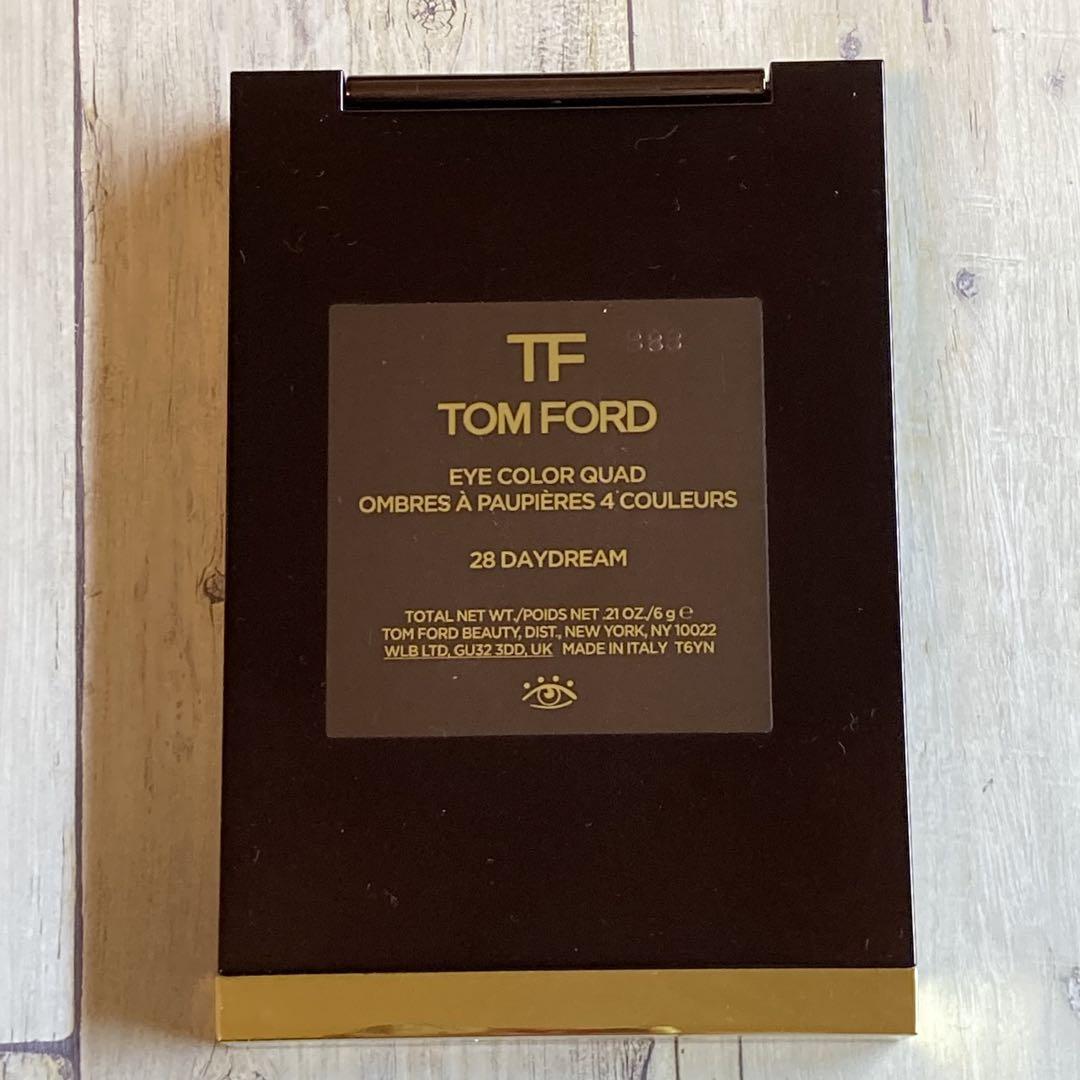 TF
TOM FORD
EYE COLOR QUAD
OMBRES À PAUPIÈRES 4 COULEURS
28 DAYDREAM
TOTAL NET WT./POIDS NET .21 OZ./6 g ℮
TOM FORD BEAUTY, DIST., NEW YORK, NY 10022
WLB LTD, GU32 3DD, UK MADE IN ITALY T6YN